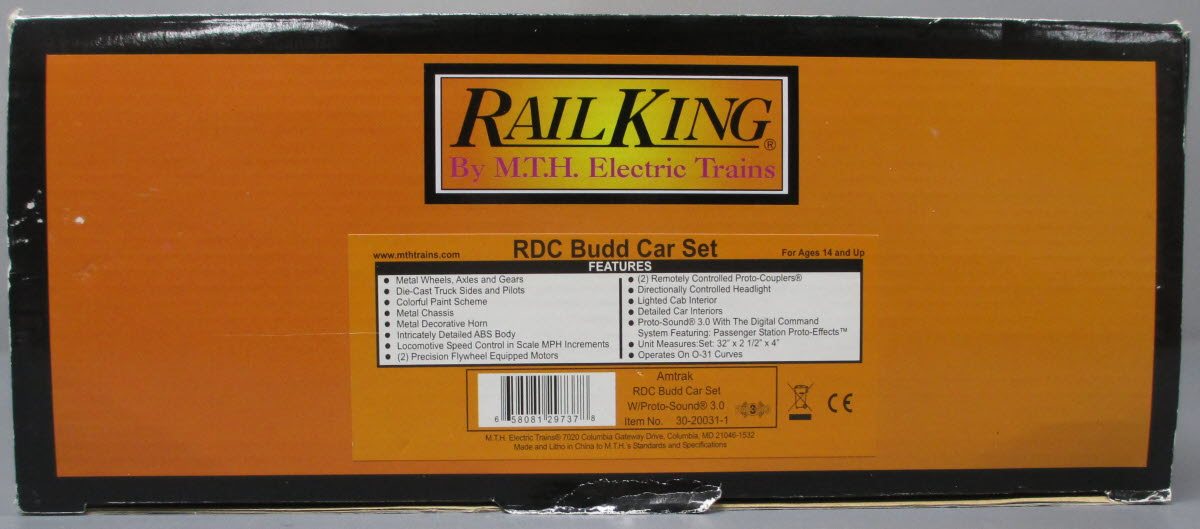 RAILKING®
By M.T.H. Electric Trains
www.mthtrains.com RDC Budd Car Set For Ages 14 and Up
FEATURES
• Metal Wheels, Axles and Gears
• Die-Cast Truck Sides and Pilots
• Colorful Paint Scheme
• Metal Chassis
• Metal Decorative Horn
• Intricately Detailed ABS Body
• Locomotive Speed Control in Scale MPH Increments
• (2) Precision Flywheel Equipped Motors
• (2) Remotely Controlled Proto-Couplers®
• Directionally Controlled Headlight
• Lighted Cab Interior
• Detailed Car Interiors
• Proto-Sound® 3.0 With The Digital Command
System Featuring: Passenger Station Proto-Effects™
• Unit Measures:Set: 32" x 2 1/2" x 4"
• Operates On O-31 Curves
6 58081 29737 8
Amtrak
RDC Budd Car Set
W/Proto-Sound® 3.0
Item No. 30-20031-1
3
CE
M.T.H. Electric Trains® 7020 Columbia Gateway Drive, Columbia, MD 21046-1532
Made and Litho in China to M.T.H.'s Standards and Specifications